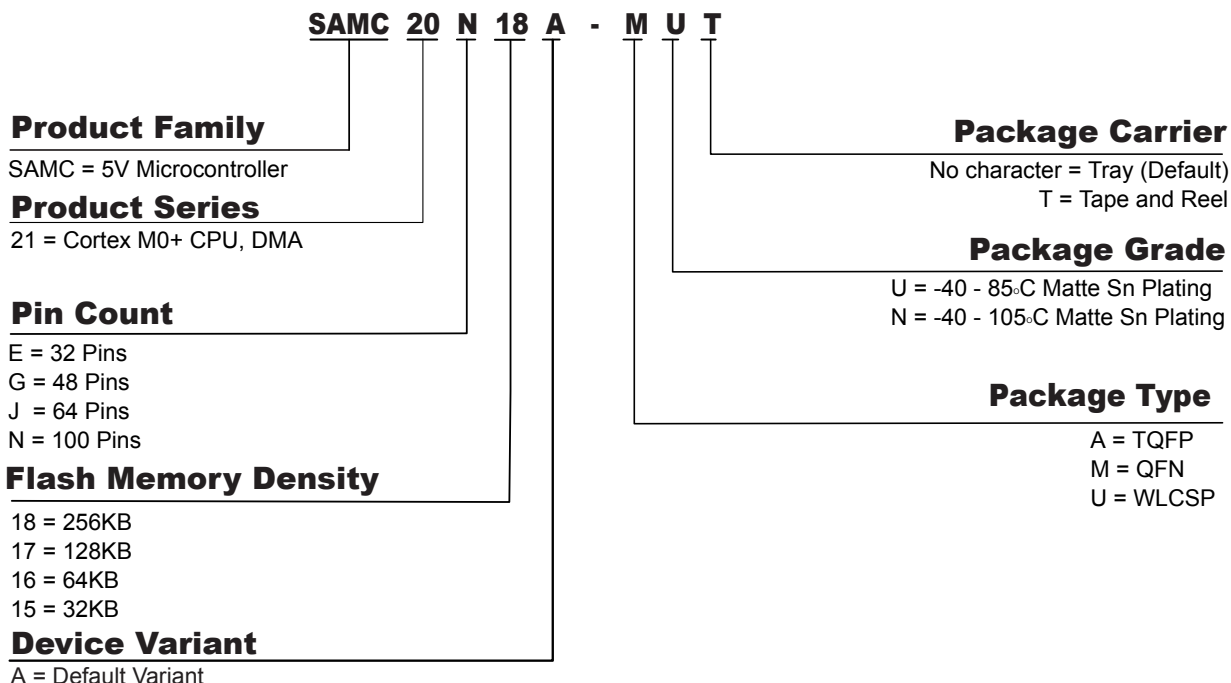 SAMC 20 N 18 A - M U T
Product Family
SAMC = 5V Microcontroller
Product Series
21 = Cortex M0+ CPU, DMA
Pin Count
E = 32 Pins
G = 48 Pins
J = 64 Pins
N = 100 Pins
Flash Memory Density
18 = 256KB
17 = 128KB
16 = 64KB
15 = 32KB
Device Variant
A = Default Variant
Package Carrier
No character = Tray (Default)
T = Tape and Reel
Package Grade
U = -40 - 85°C Matte Sn Plating
N = -40 - 105°C Matte Sn Plating
Package Type
A = TQFP
M = QFN
U = WLCSP